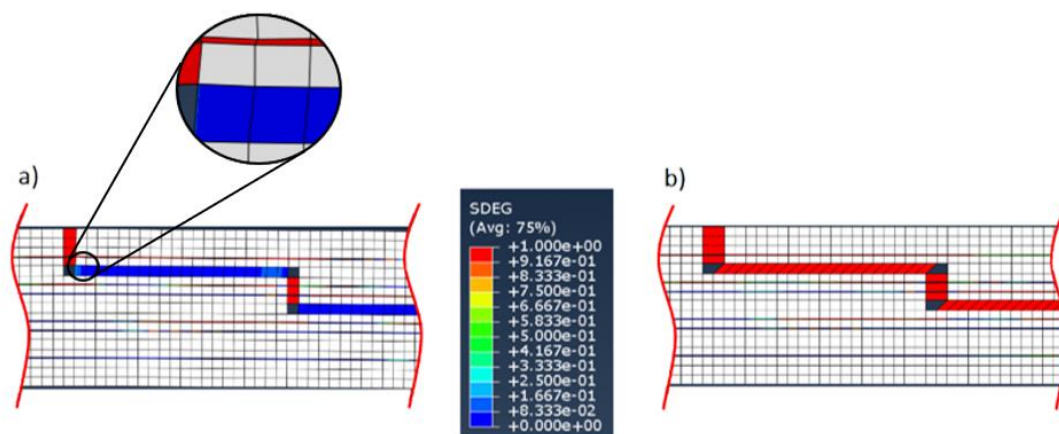 a)
SDEG
(Avg: 75%)
+1.000e+00
+9.167e-01
+8.333e-01
+7.500e-01
+6.667e-01
+5.833e-01
+5.000e-01
+4.167e-01
+3.333e-01
+2.500e-01
+1.667e-01
+8.333e-02
+0.000e+00
b)